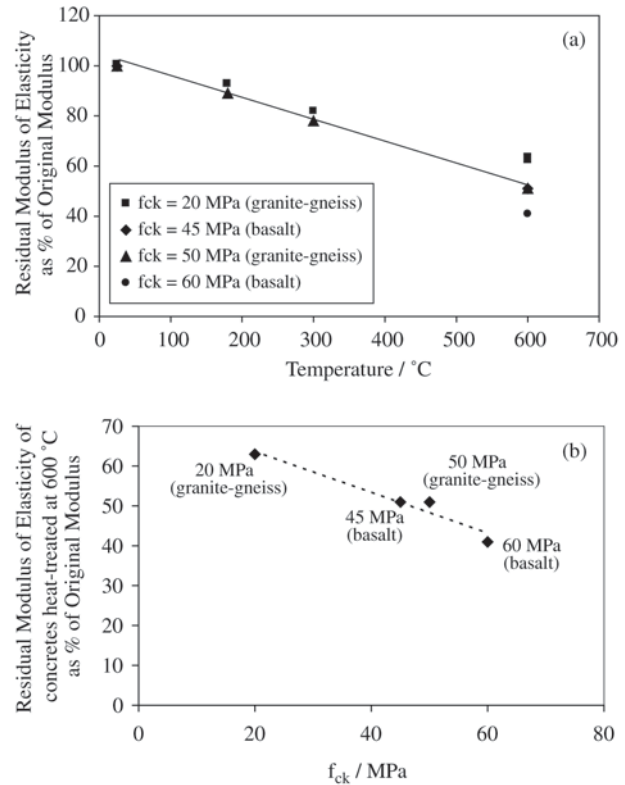 120
(a)
100
80
60
40
20
0
Residual Modulus of Elasticity
as % of Original Modulus
fck = 20 MPa (granite-gneiss)
fck = 45 MPa (basalt)
fck = 50 MPa (granite-gneiss)
fck = 60 MPa (basalt)
0 100 200 300 400 500 600 700
Temperature / °C
70
(b)
60
50
40
30
20
10
0
Residual Modulus of Elasticity of
concretes heat-treated at 600 °C
as % of Original Modulus
20 MPa
(granite-gneiss)
50 MPa
(granite-gneiss)
45 MPa
(basalt)
60 MPa
(basalt)
0 20 40 60 80
fck / MPa